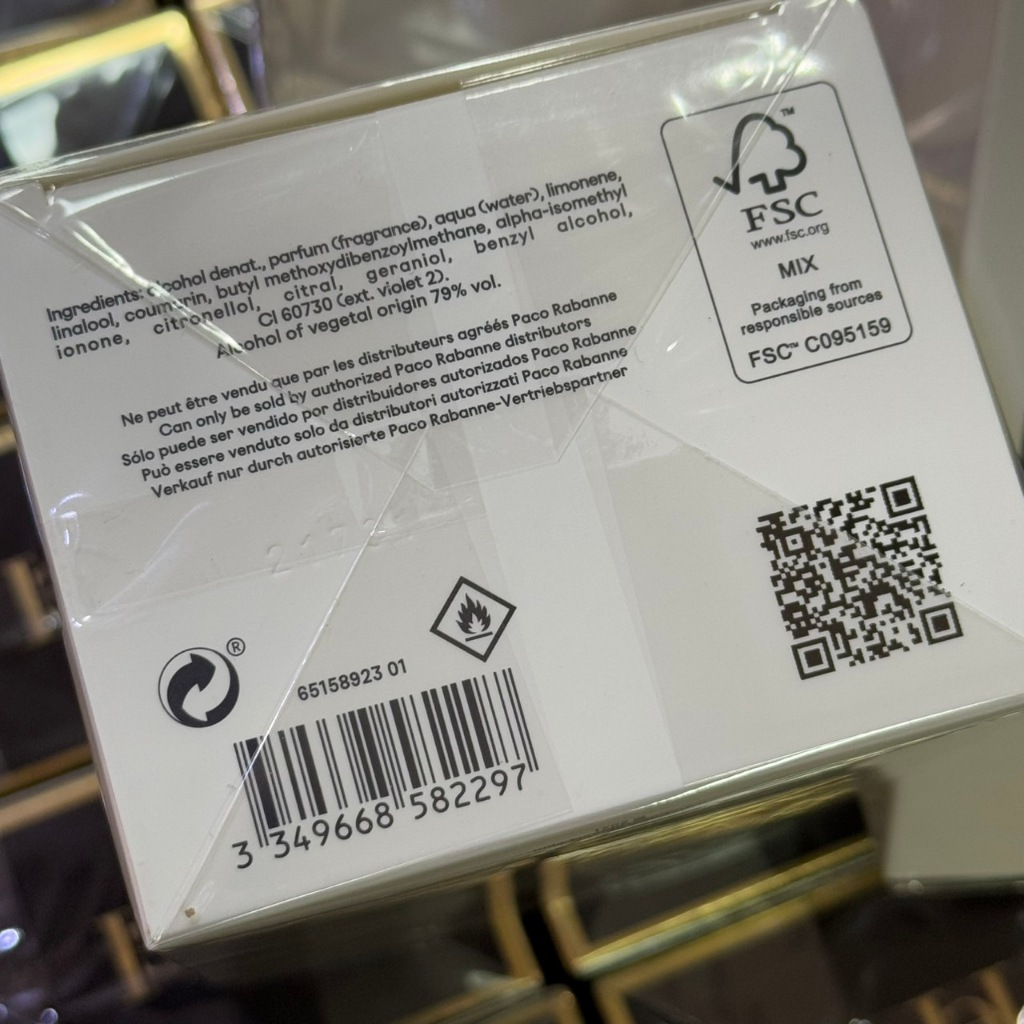 Ingredients: alcohol denat., parfum (fragrance), aqua (water), limonene,
linalool, coumarin, butyl methoxydibenzoylmethane, alpha-isomethyl
ionone, citronellol, citral, geraniol, benzyl alcohol,
CI 60730 (ext. violet 2).
Alcohol of vegetal origin 79% vol.
Ne peut être vendu que par les distributeurs agréés Paco Rabanne
Can only be sold by authorized Paco Rabanne distributors
Sólo puede ser vendido por distribuidores autorizados Paco Rabanne
Può essere venduto solo da distributori autorizzati Paco Rabanne
Verkauf nur durch autorisierte Paco Rabanne-Vertriebspartner
™
FSC
www.fsc.org
MIX
Packaging from
responsible sources
FSC™ C095159
®
65158923 01
3 349668 582297